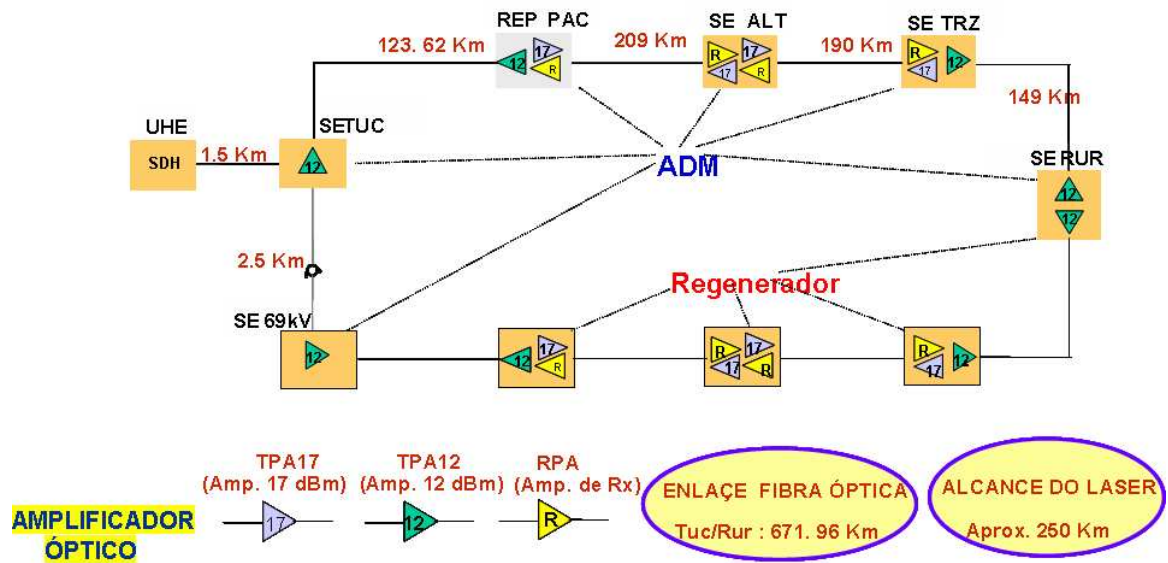 REP PAC
SE ALT
SE TRZ
123. 62 Km
209 Km
190 Km
17
R
12
R
17
17
R
R
17
12
149 Km
UHE
SETUC
SDH
1.5 Km
12
ADM
SE RUR
12
12
2.5 Km
Regenerador
SE 69kV
12
17
12
R
R
17
17
R
R
17
12
TPA17
(Amp. 17 dBm)
TPA12
(Amp. 12 dBm)
RPA
(Amp. de Rx)
ENLAÇE FIBRA ÓPTICA
Tuc/Rur : 671. 96 Km
ALCANCE DO LASER
Aprox. 250 Km
AMPLIFICADOR
ÓPTICO
17
12
R